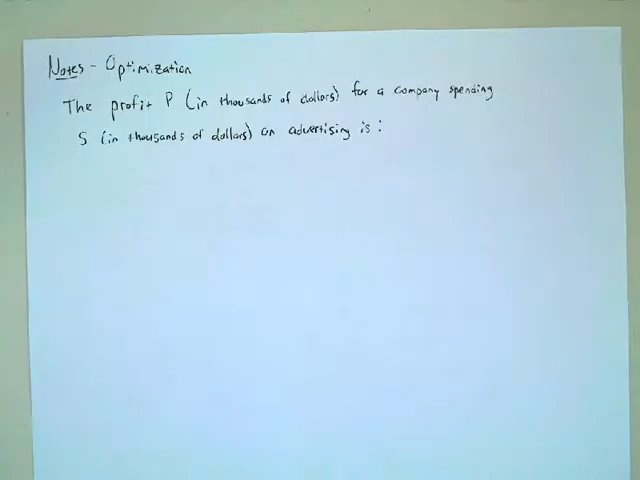 Notes - Optimization
The profit P (in thousands of dollars) for a company spending
S (in thousands of dollars) on advertising is :